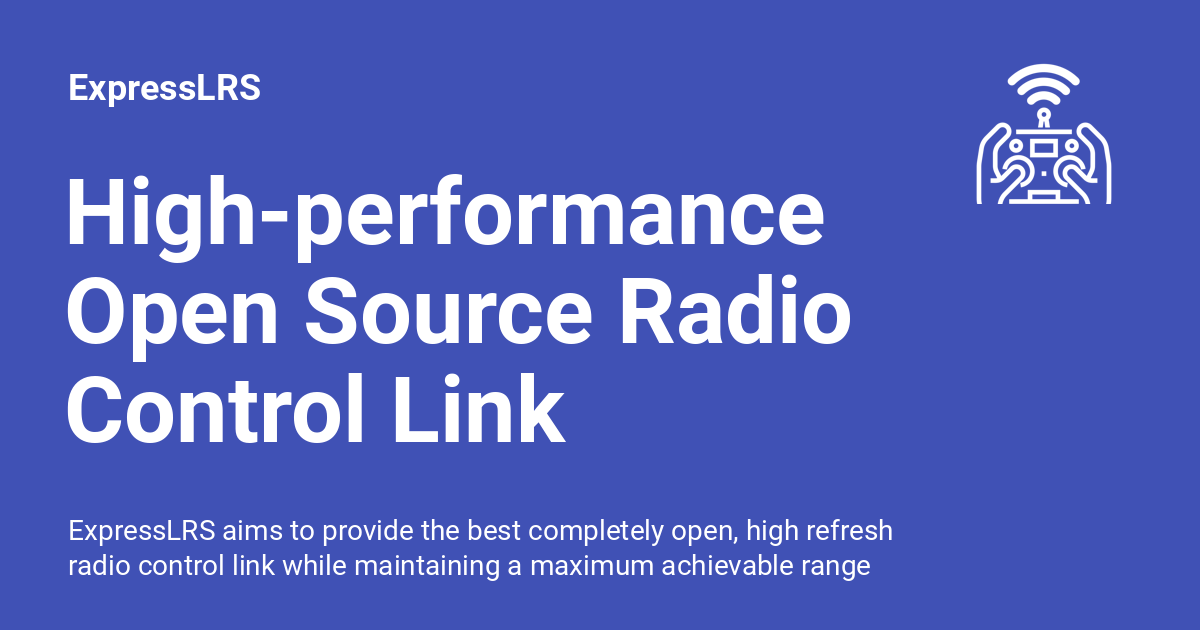 ExpressLRS
High-performance
Open Source Radio
Control Link
ExpressLRS aims to provide the best completely open, high refresh
radio control link while maintaining a maximum achievable range